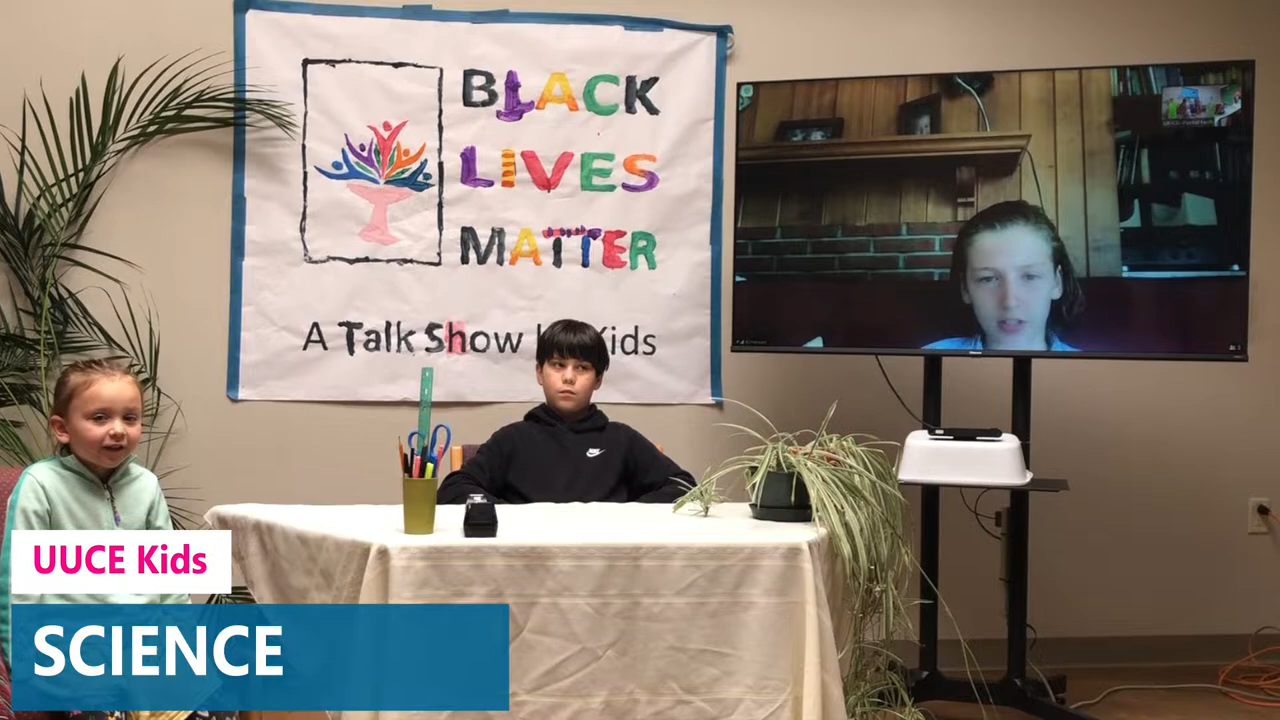 BLACK
LIVES
MATTER
A Talk Show Kids
UUCE Kids
SCIENCE